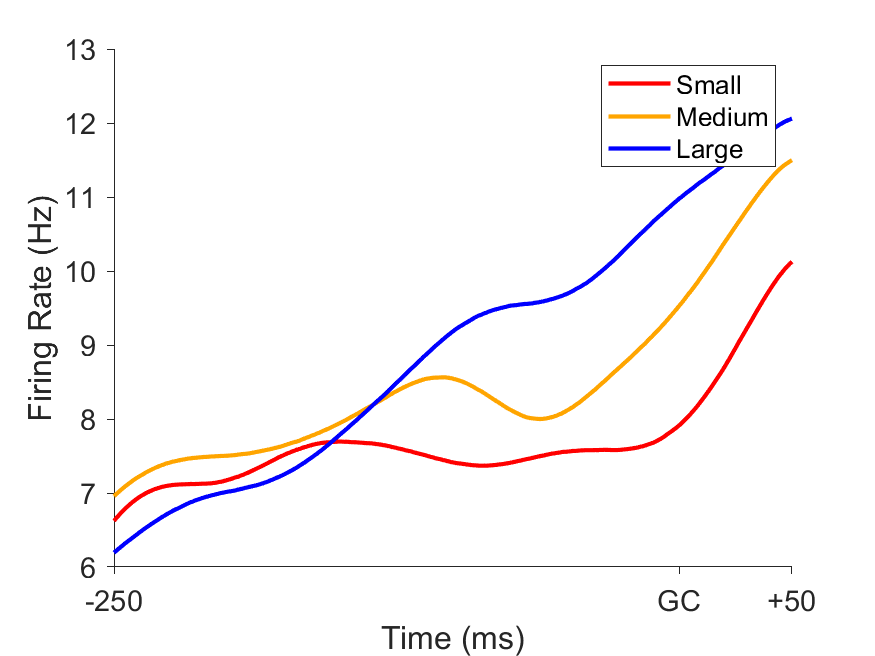 13
12
11
10
9
8
7
6
Firing Rate (Hz)
Small
Medium
Large
-250
GC
+50
Time (ms)